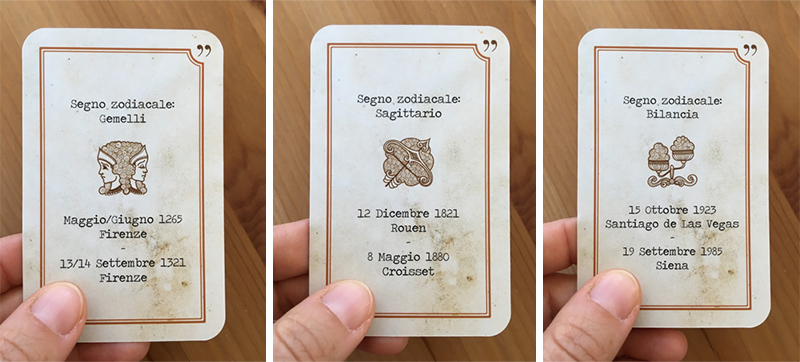 ”
Segno zodiacale:
Gemelli
Maggio/Giugno 1265
Firenze
-
13/14 Settembre 1321
Firenze
”
Segno zodiacale:
Sagittario
12 Dicembre 1821
Rouen
-
8 Maggio 1880
Croisset
”
Segno zodiacale:
Bilancia
15 Ottobre 1923
Santiago de Las Vegas
-
19 Settembre 1985
Siena